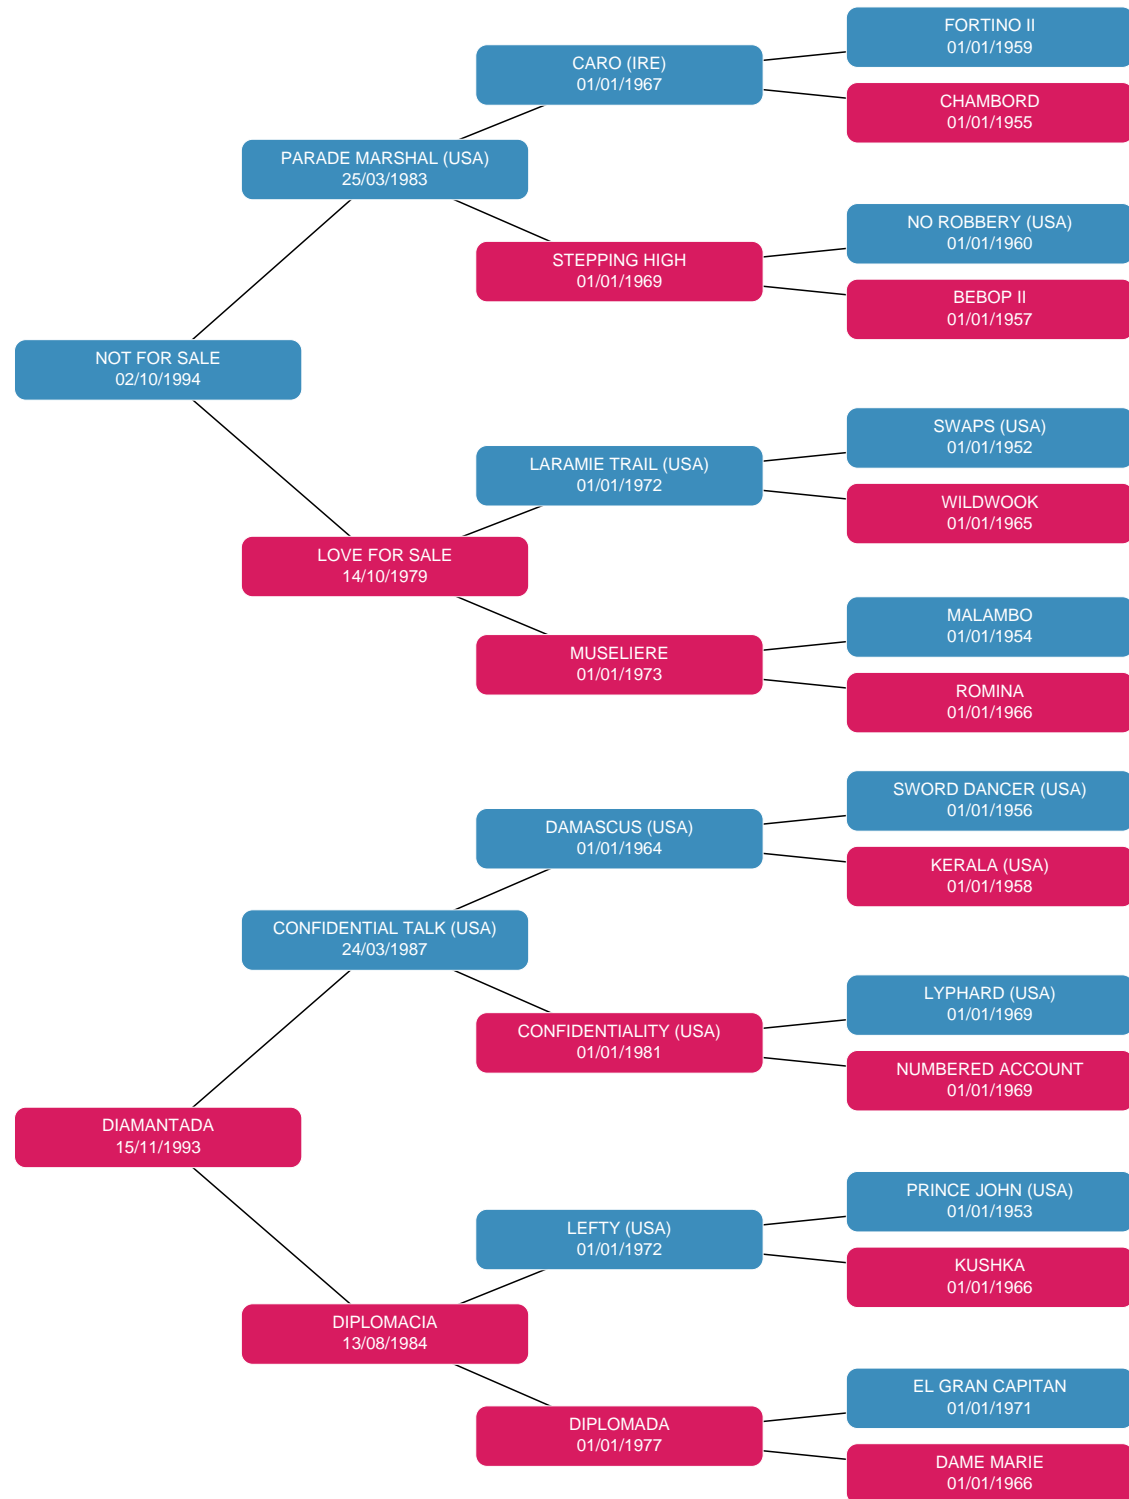 FORTINO II
01/01/1959
CARO (IRE)
01/01/1967
CHAMBORD
01/01/1955
PARADE MARSHAL (USA)
25/03/1983
NO ROBBERY (USA)
01/01/1960
STEPPING HIGH
01/01/1969
BEBOP II
01/01/1957
NOT FOR SALE
02/10/1994
SWAPS (USA)
01/01/1952
LARAMIE TRAIL (USA)
01/01/1972
WILDWOOK
01/01/1965
LOVE FOR SALE
14/10/1979
MALAMBO
01/01/1954
MUSELIERE
01/01/1973
ROMINA
01/01/1966
SWORD DANCER (USA)
01/01/1956
DAMASCUS (USA)
01/01/1964
KERALA (USA)
01/01/1958
CONFIDENTIAL TALK (USA)
24/03/1987
LYPHARD (USA)
01/01/1969
CONFIDENTIALITY (USA)
01/01/1981
NUMBERED ACCOUNT
01/01/1969
DIAMANTADA
15/11/1993
PRINCE JOHN (USA)
01/01/1953
LEFTY (USA)
01/01/1972
KUSHKA
01/01/1966
DIPLOMACIA
13/08/1984
EL GRAN CAPITAN
01/01/1971
DIPLOMADA
01/01/1977
DAME MARIE
01/01/1966